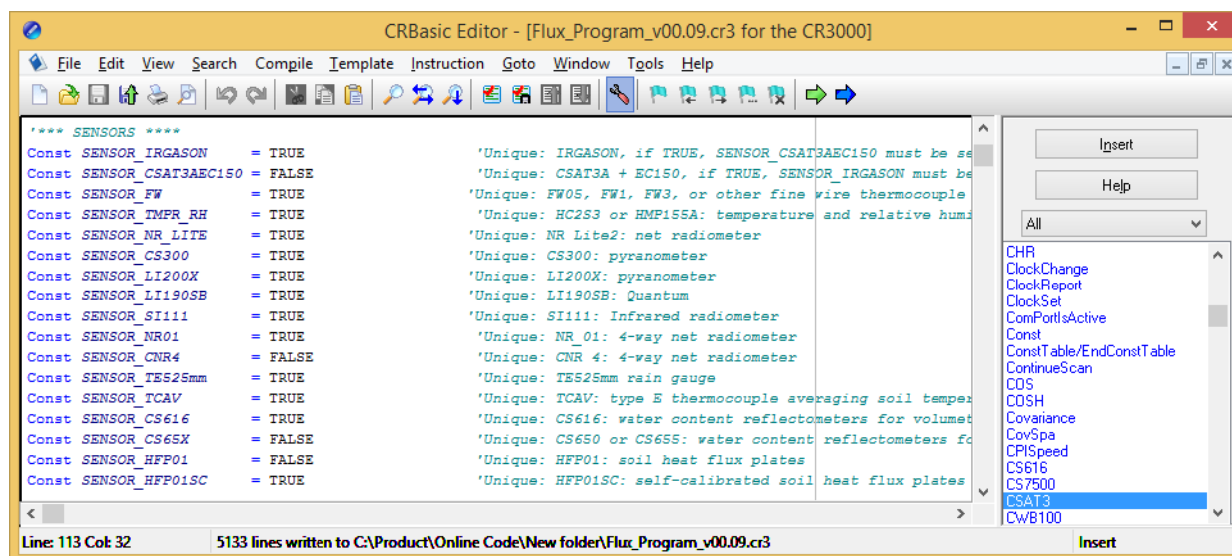 CRBasic Editor - [Flux_Program_v00.09.cr3 for the CR3000]
File Edit View Search Compile Template Instruction Goto Window Tools Help
'*** SENSORS ****
Const SENSOR_IRGASON = TRUE 'Unique: IRGASON, if TRUE, SENSOR_CSAT3AEC150 must be se
Const SENSOR_CSAT3AEC150 = FALSE 'Unique: CSAT3A + EC150, if TRUE, SENSOR_IRGASON must be
Const SENSOR_FW = TRUE 'Unique: FW05, FW1, FW3, or other fine wire thermocouple
Const SENSOR_TMPR_RH = TRUE 'Unique: HC2S3 or HMP155A: temperature and relative humi
Const SENSOR_NR_LITE = TRUE 'Unique: NR Lite2: net radiometer
Const SENSOR_CS300 = TRUE 'Unique: CS300: pyranometer
Const SENSOR_LI200X = TRUE 'Unique: LI200X: pyranometer
Const SENSOR_LI190SB = TRUE 'Unique: LI190SB: Quantum
Const SENSOR_SI111 = TRUE 'Unique: SI111: Infrared radiometer
Const SENSOR_NR01 = TRUE 'Unique: NR_01: 4-way net radiometer
Const SENSOR_CNR4 = FALSE 'Unique: CNR 4: 4-way net radiometer
Const SENSOR_TE525mm = TRUE 'Unique: TE525mm rain gauge
Const SENSOR_TCAV = TRUE 'Unique: TCAV: type E thermocouple averaging soil temper
Const SENSOR_CS616 = TRUE 'Unique: CS616: water content reflectometers for volumet
Const SENSOR_CS65X = FALSE 'Unique: CS650 or CS655: water content reflectometers fo
Const SENSOR_HFP01 = FALSE 'Unique: HFP01: soil heat flux plates
Const SENSOR_HFP01SC = TRUE 'Unique: HFP01SC: self-calibrated soil heat flux plates
Insert
Help
All
CHR
ClockChange
ClockReport
ClockSet
ComPortIsActive
Const
ConstTable/EndConstTable
ContinueScan
COS
COSH
Covariance
CovSpa
CPISpeed
CS616
CS7500
CSAT3
CWB100
Line: 113 Col: 32 5133 lines written to C:\Product\Online Code\New folder\Flux_Program_v00.09.cr3 Insert